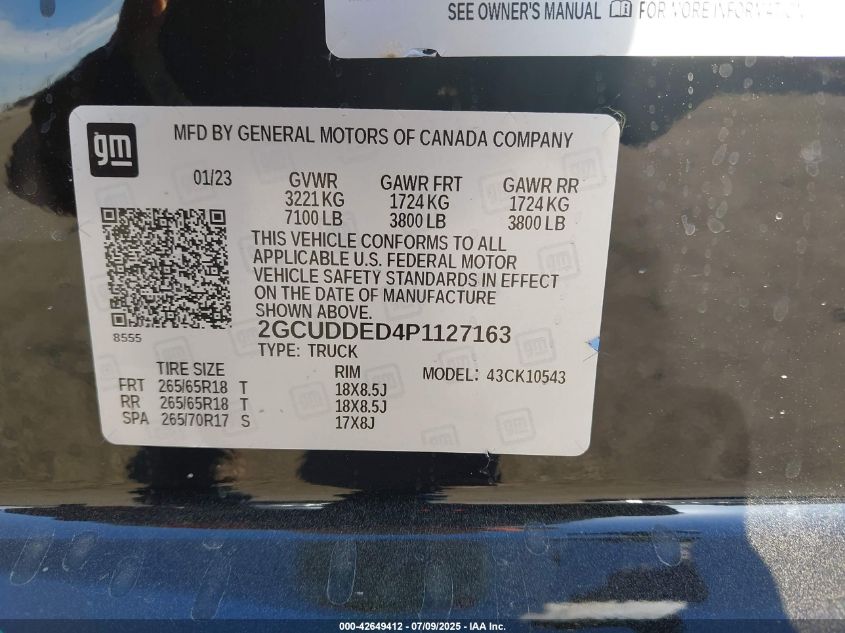 SEE OWNER'S MANUAL FOR MORE INFORMATION.
gm
MFD BY GENERAL MOTORS OF CANADA COMPANY
01/23
GVWR GAWR FRT GAWR RR
3221 KG 1724 KG 1724 KG
7100 LB 3800 LB 3800 LB
THIS VEHICLE CONFORMS TO ALL
APPLICABLE U.S. FEDERAL MOTOR
VEHICLE SAFETY STANDARDS IN EFFECT
ON THE DATE OF MANUFACTURE
SHOWN ABOVE.
8555
2GCUDDED4P1127163
TYPE: TRUCK
TIRE SIZE RIM MODEL: 43CK10543
FRT 265/65R18 T 18X8.5J
RR 265/65R18 T 18X8.5J
SPA 265/70R17 S 17X8J
000-42649412 - 07/09/2025 - IAA Inc.